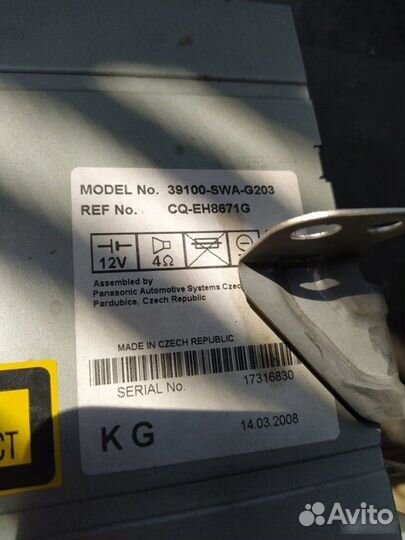 MODEL No. 39100-SWA-G203
REF No. CQ-EH8671G
12V 4Ω
Assembled by
Panasonic Automotive Systems Czec
Pardubice, Czech Republic
MADE IN CZECH REPUBLIC
SERIAL No. 17316830
KG 14.03.2008
CT
Avito